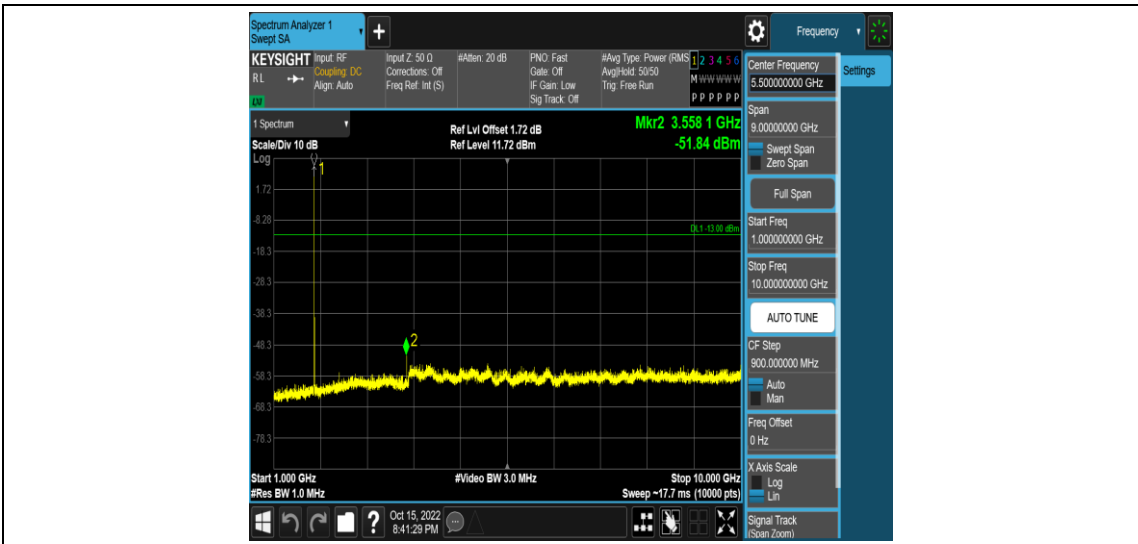 Spectrum Analyzer 1
Swept SA
+
Frequency
KEYSIGHT
RL
LXI
Input: RF
Coupling: DC
Align: Auto
Input Z: 50 Ω
Corrections: Off
Freq Ref: Int (S)
#Atten: 20 dB
PNO: Fast
Gate: Off
IF Gain: Low
Sig Track: Off
#Avg Type: Power (RMS
Avg|Hold: 50/50
Trig: Free Run
1 2 3 4 5 6
M W W W W W
P P P P P P
Center Frequency
5.500000000 GHz
Settings
Span
9.00000000 GHz
Swept Span
Zero Span
Full Span
Start Freq
1.000000000 GHz
Stop Freq
10.000000000 GHz
AUTO TUNE
CF Step
900.000000 MHz
Auto
Man
Freq Offset
0 Hz
X Axis Scale
Log
Lin
Signal Track
(Span Zoom)
1 Spectrum
Scale/Div 10 dB
Log
Ref Lvl Offset 1.72 dB
Ref Level 11.72 dBm
Mkr2 3.558 1 GHz
-51.84 dBm
1
1.72
-8.28
DL1 -13.00 dBm
-18.3
-28.3
-38.3
-48.3
2
-58.3
-68.3
-78.3
Start 1.000 GHz
#Video BW 3.0 MHz
Stop 10.000 GHz
#Res BW 1.0 MHz
Sweep ~17.7 ms (10000 pts)
?
Oct 15, 2022
8:41:29 PM